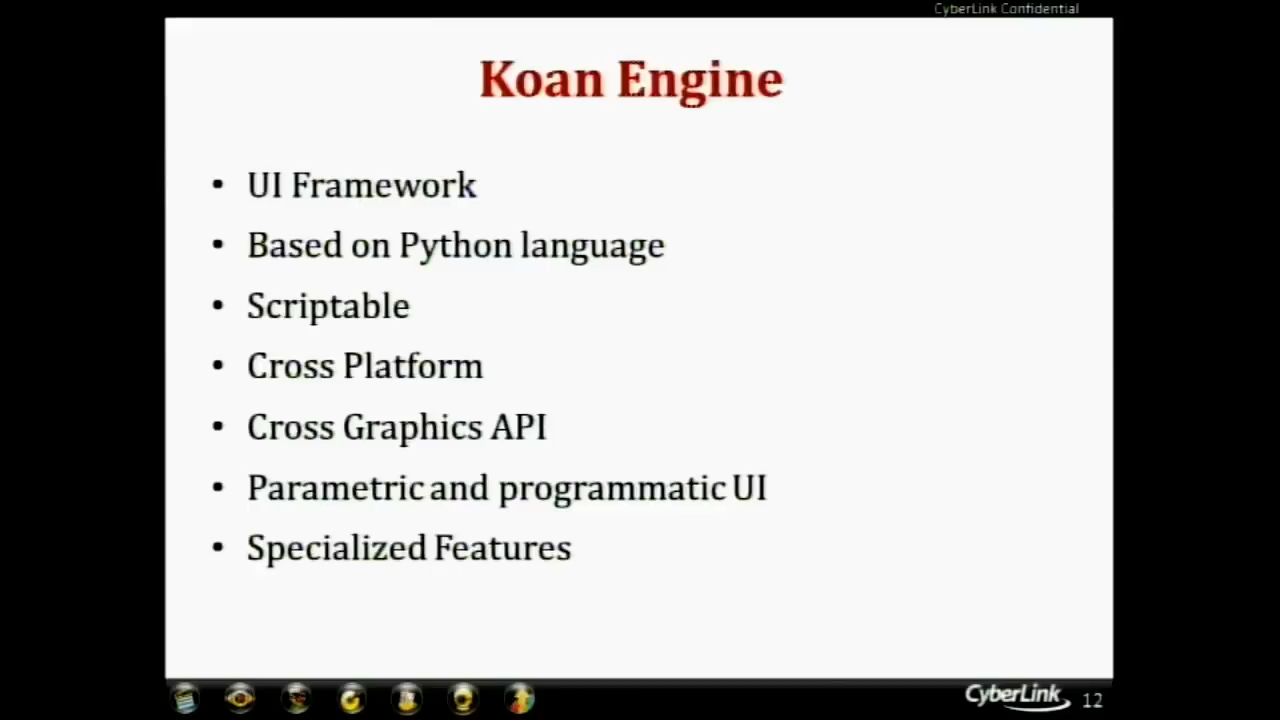 CyberLink Confidential
Koan Engine
• UI Framework
• Based on Python language
• Scriptable
• Cross Platform
• Cross Graphics API
• Parametric and programmatic UI
• Specialized Features
CyberLink 12